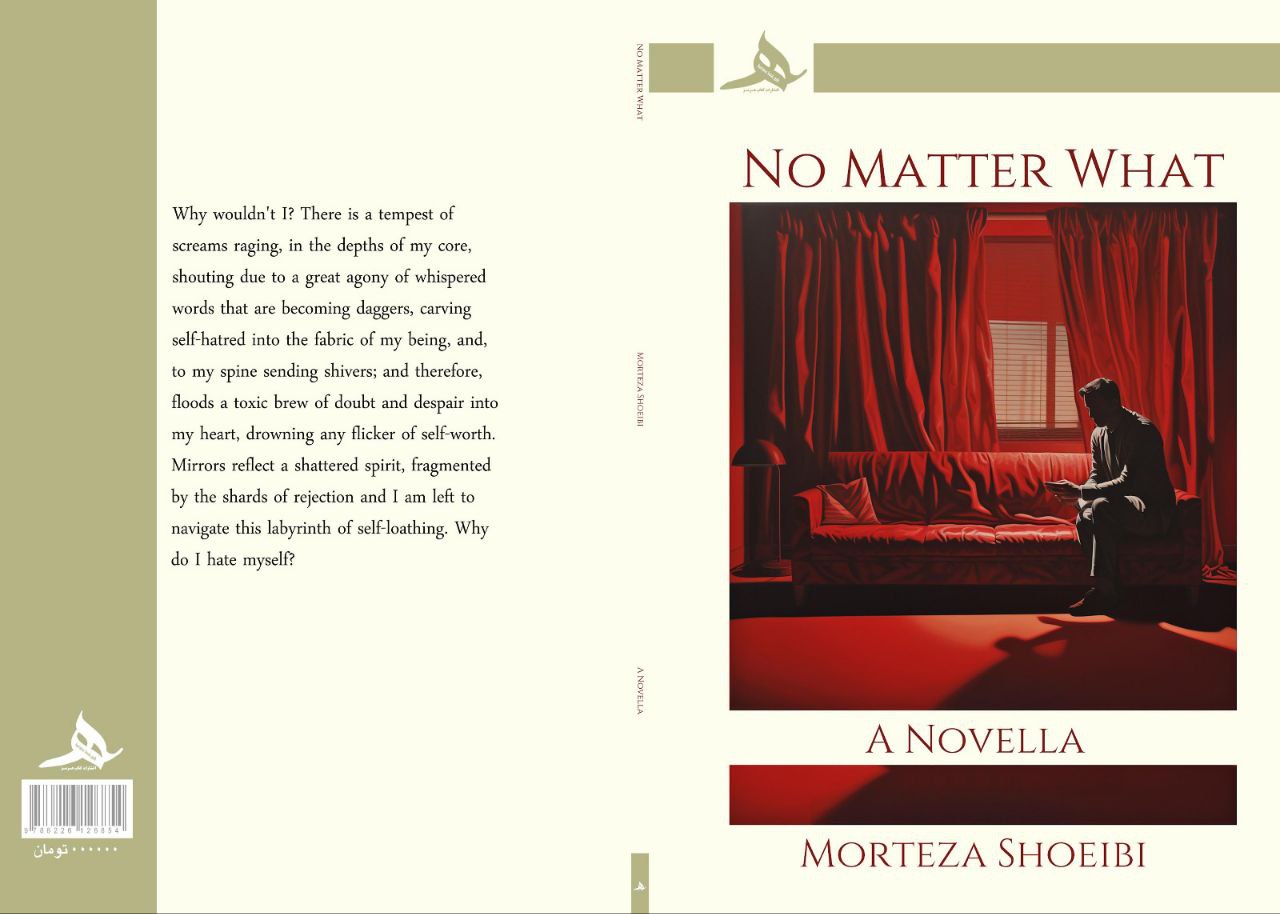 Why wouldn't I? There is a tempest of
screams raging, in the depths of my core,
shouting due to a great agony of whispered
words that are becoming daggers, carving
self-hatred into the fabric of my being, and,
to my spine sending shivers; and therefore,
floods a toxic brew of doubt and despair into
my heart, drowning any flicker of self-worth.
Mirrors reflect a shattered spirit, fragmented
by the shards of rejection and I am left to
navigate this labyrinth of self-loathing. Why
do I hate myself?
9 786226 126854
۰۰۰۰۰۰ تومان
No Matter What
Morteza Shoeibi
A Novella
No Matter What
A Novella
Morteza Shoeibi